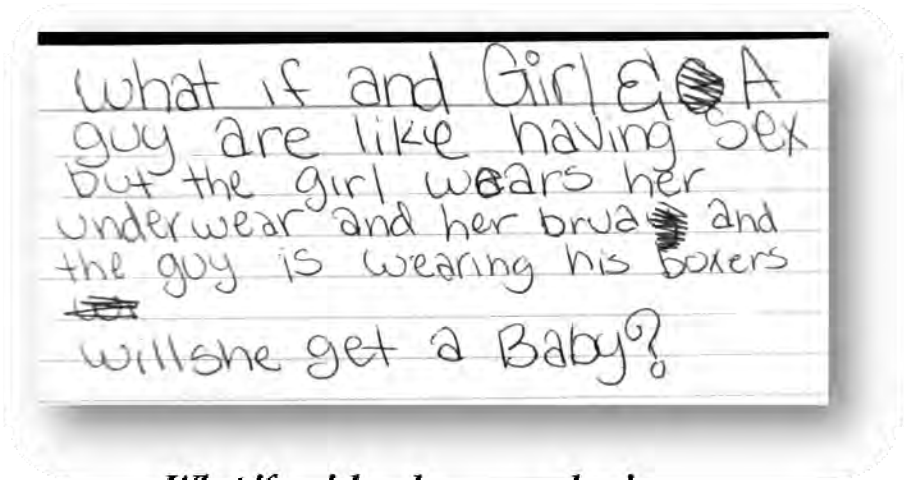 What if and Girl & A
guy are like having Sex
but the girl wears her
underwear and her brua and
the guy is wearing his boxers
willshe get a Baby?